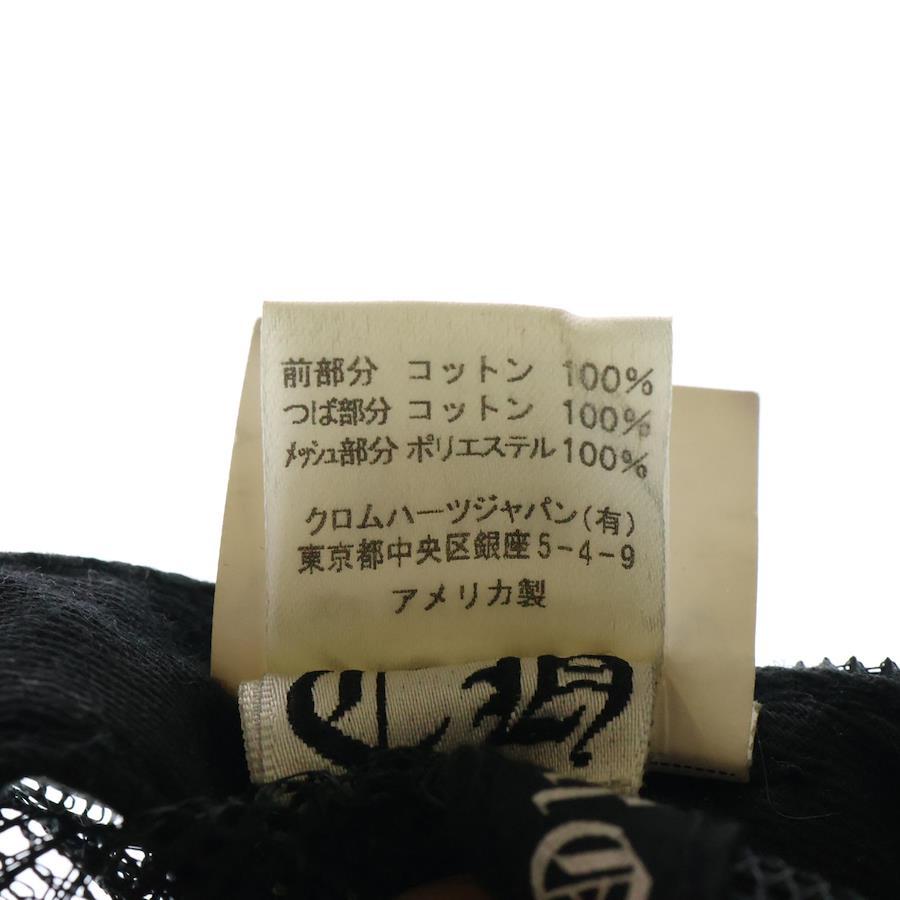 前部分 コットン 100%
つば部分 コットン 100%
メッシュ部分 ポリエステル 100%
クロムハーツジャパン(有)
東京都中央区銀座5-4-9
アメリカ製